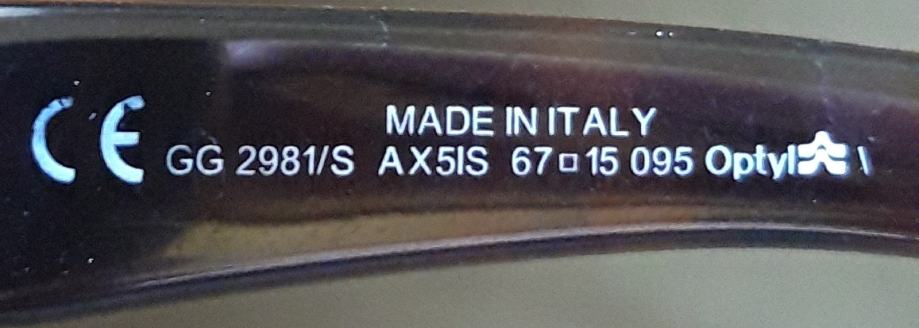 MADE IN ITALY
CE GG 2981/S AX5IS 67□15 095 Optyl